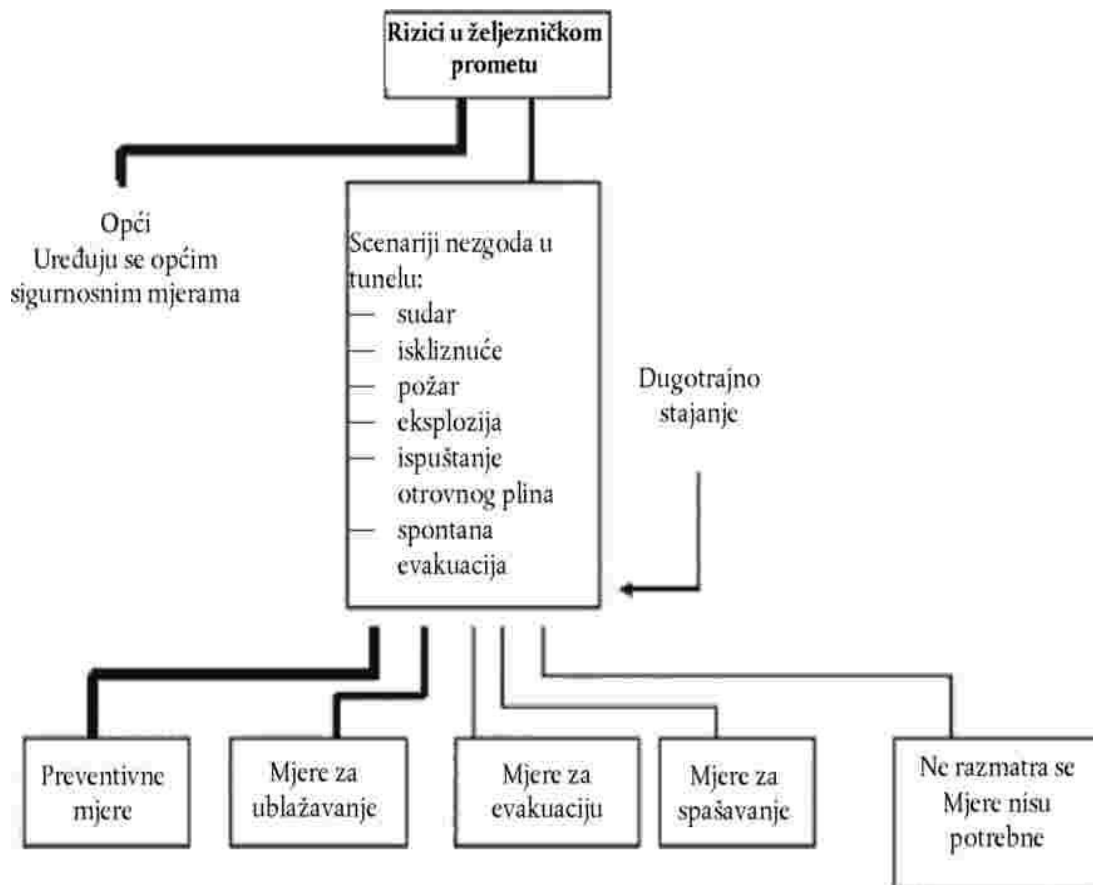 Rizici u željezničkom
prometu
Opći
Uređuju se općim
sigurnosnim mjerama
Scenariji nezgoda u
tunelu:
— sudar
— iskliznuće
— požar
— eksplozija
— ispuštanje
otrovnog plina
— spontana
evakuacija
Dugotrajno
stajanje
Preventivne
mjere
Mjere za
ublažavanje
Mjere za
evakuaciju
Mjere za
spašavanje
Ne razmatra se
Mjere nisu
potrebne